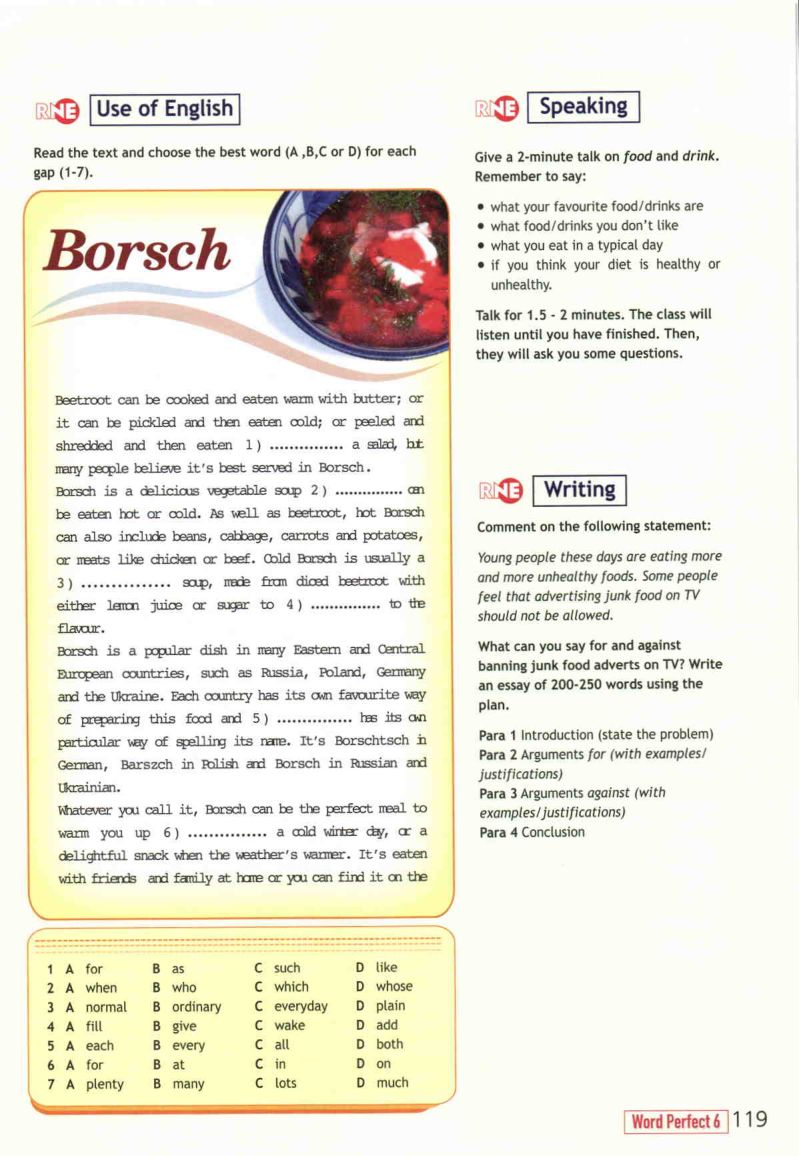 RNE Use of English
Read the text and choose the best word (A ,B,C or D) for each
gap (1-7).
Borsch
Beetroot can be cooked and eaten warm with butter; or
it can be pickled and then eaten cold; or peeled and
shredded and then eaten 1) ............... a salad, but
many people believe it's best served in Borsch.
Borsch is a delicious vegetable soup 2) ............... can
be eaten hot or cold. As well as beetroot, hot Borsch
can also include beans, cabbage, carrots and potatoes,
or meats like chicken or beef. Cold Borsch is usually a
3) ............... soup, made from diced beetroot with
either lemon juice or sugar to 4) ............... to the
flavour.
Borsch is a popular dish in many Eastern and Central
European countries, such as Russia, Poland, Germany
and the Ukraine. Each country has its own favourite way
of preparing this food and 5) ............... has its own
particular way of spelling its name. It's Borschtsch in
German, Barszch in Polish and Borsch in Russian and
Ukrainian.
Whatever you call it, Borsch can be the perfect meal to
warm you up 6) ............... a cold winter day, or a
delightful snack when the weather's warmer. It's eaten
with friends and family at home or you can find it on the
1 A for B as C such D like
2 A when B who C which D whose
3 A normal B ordinary C everyday D plain
4 A fill B give C wake D add
5 A each B every C all D both
6 A for B at C in D on
7 A plenty B many C lots D much
RNE Speaking
Give a 2-minute talk on food and drink.
Remember to say:
• what your favourite food/drinks are
• what food/drinks you don't like
• what you eat in a typical day
• if you think your diet is healthy or
unhealthy.
Talk for 1.5 - 2 minutes. The class will
listen until you have finished. Then,
they will ask you some questions.
RNE Writing
Comment on the following statement:
Young people these days are eating more
and more unhealthy foods. Some people
feel that advertising junk food on TV
should not be allowed.
What can you say for and against
banning junk food adverts on TV? Write
an essay of 200-250 words using the
plan.
Para 1 Introduction (state the problem)
Para 2 Arguments for (with examples/
justifications)
Para 3 Arguments against (with
examples/justifications)
Para 4 Conclusion
Word Perfect 6 119